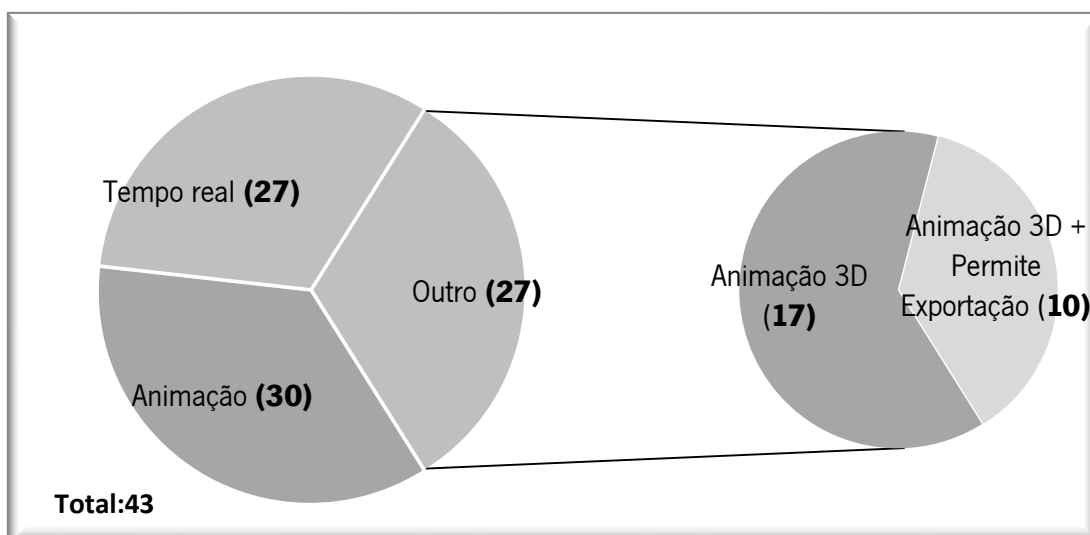 Tempo real (27)
Outro (27)
Animação (30)
Animação 3D
(17)
Animação 3D +
Permite
Exportação (10)
Total:43